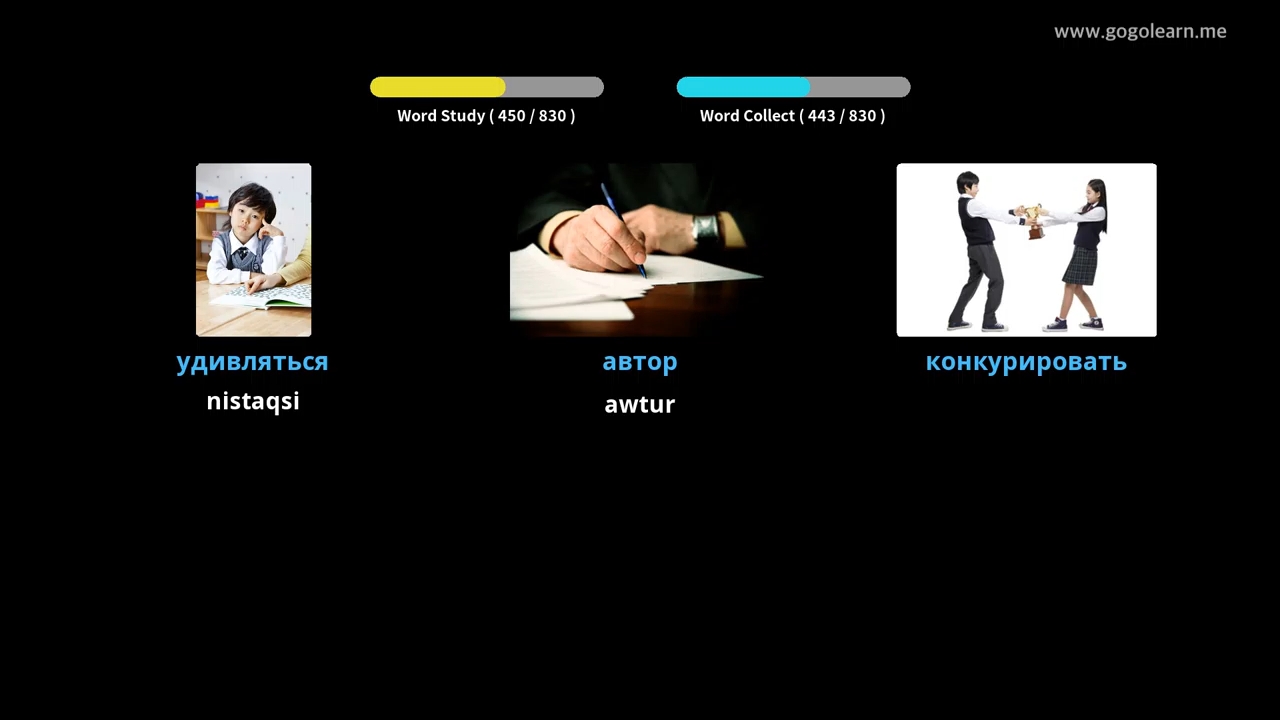 www.gogolearn.me
Word Study ( 450 / 830 )
Word Collect ( 443 / 830 )
удивляться
автор
конкурировать
nistaqsi
awtur